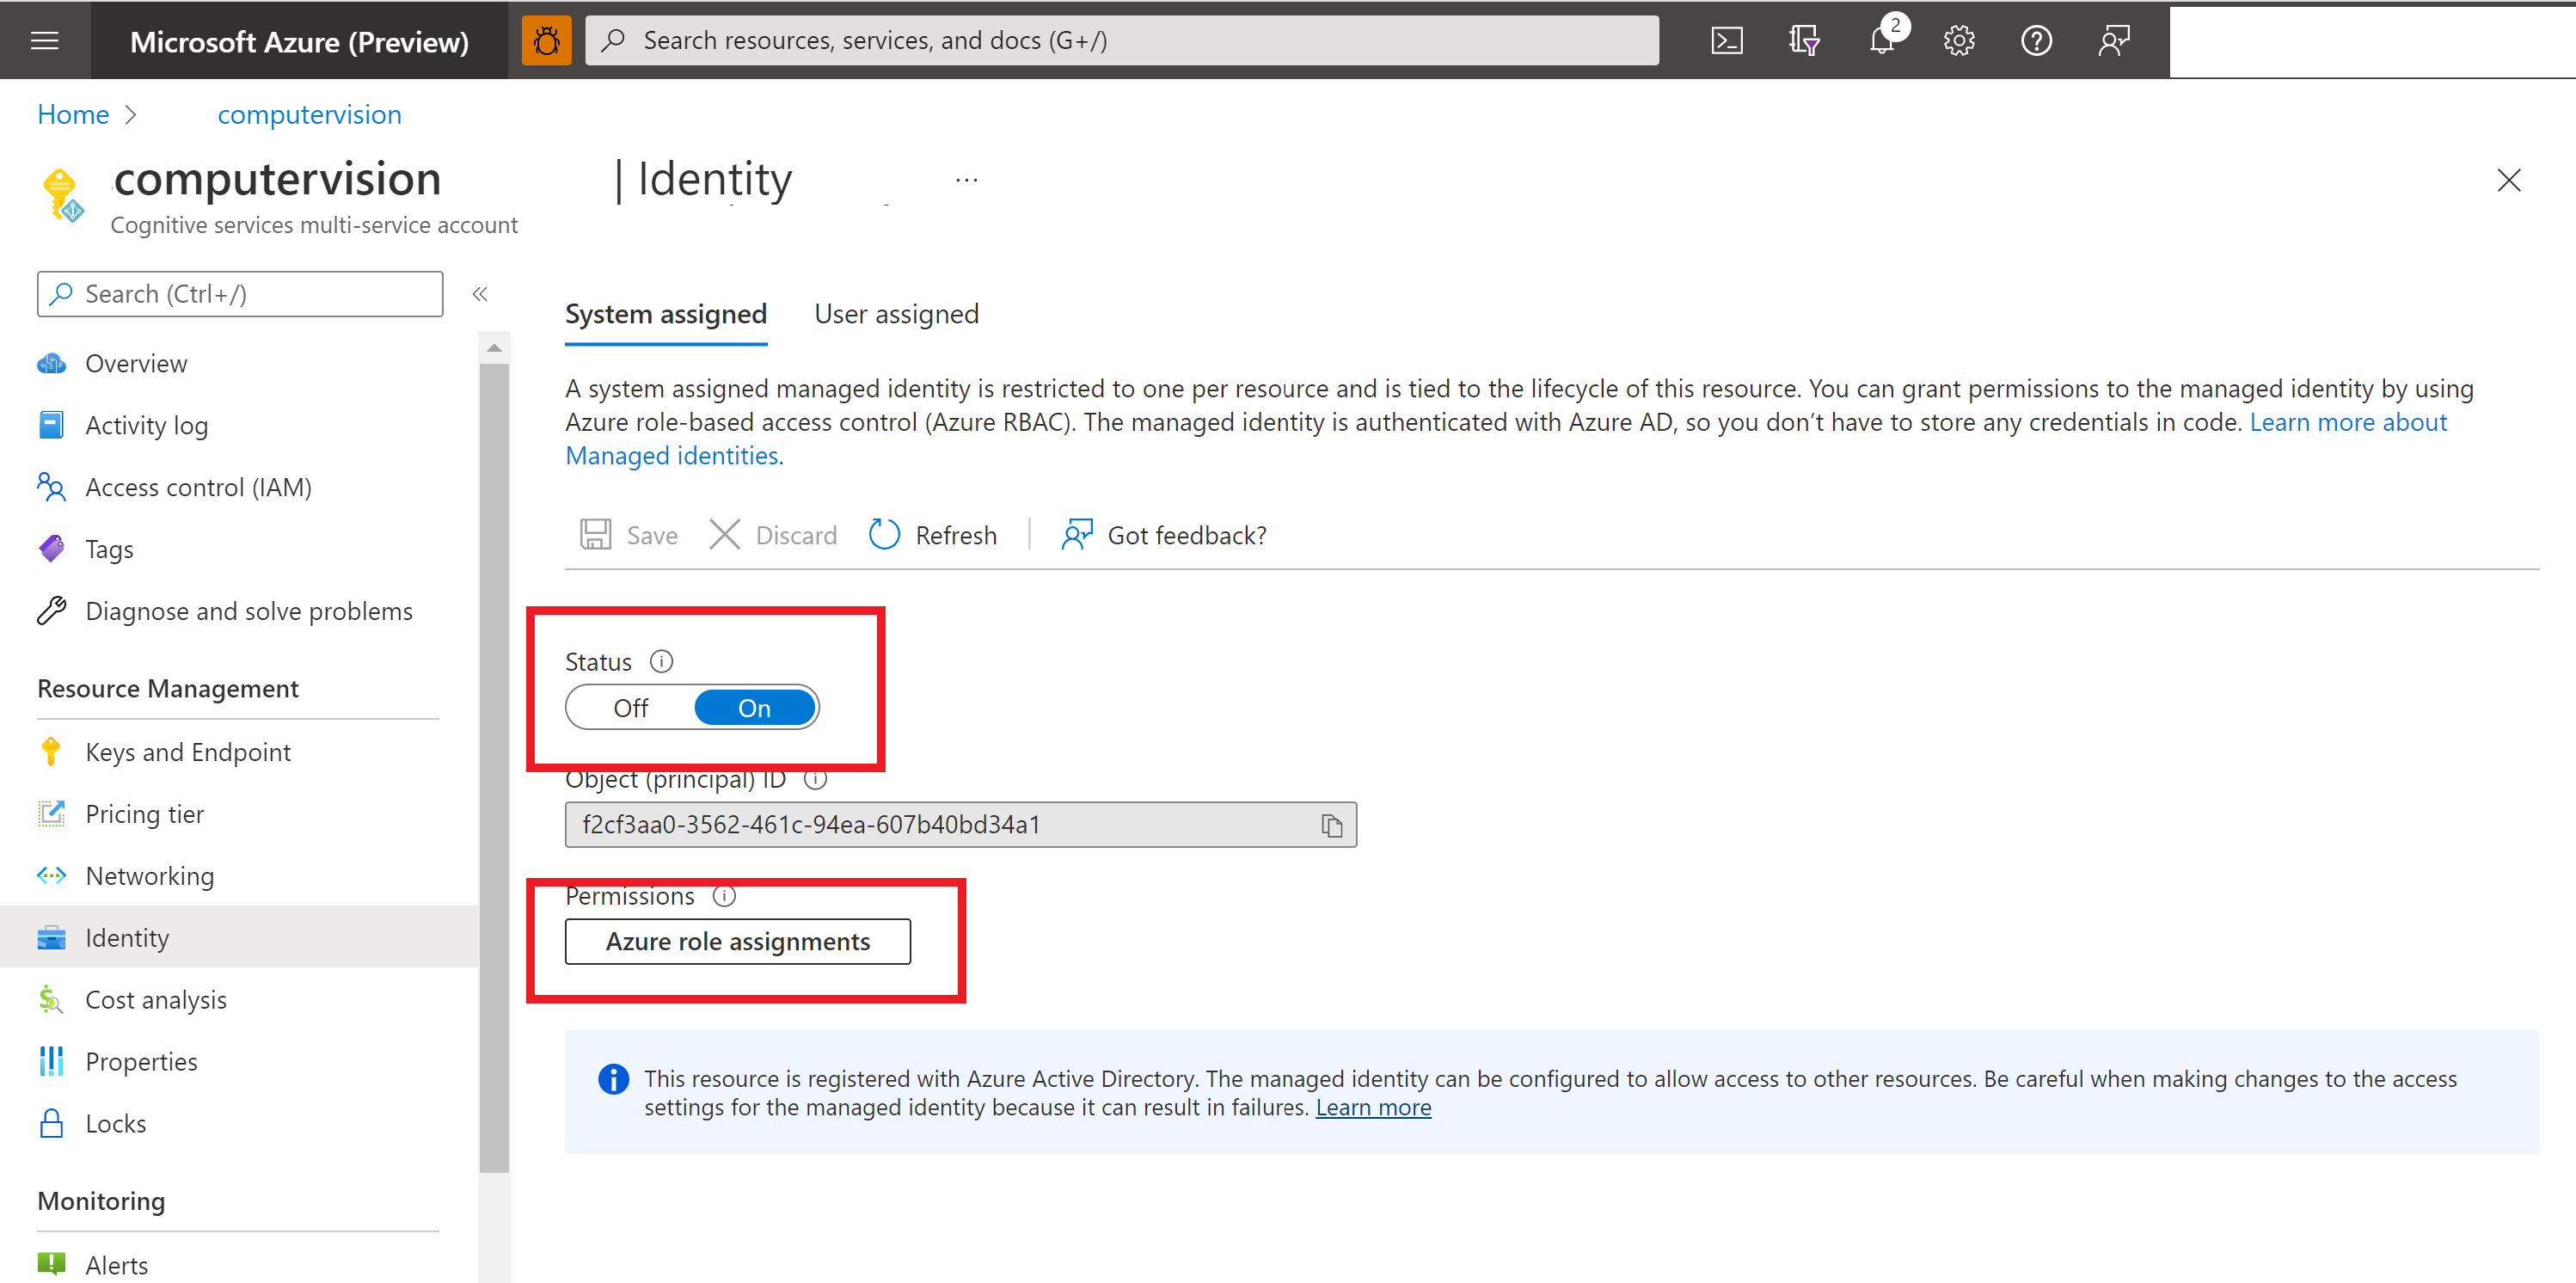 Microsoft Azure (Preview)
Search resources, services, and docs (G+/)
2
Home > computervision
computervision | Identity ...
Cognitive services multi-service account
Search (Ctrl+/)
«
Overview
Activity log
Access control (IAM)
Tags
Diagnose and solve problems
Resource Management
Keys and Endpoint
Pricing tier
Networking
Identity
Cost analysis
Properties
Locks
Monitoring
Alerts
System assigned User assigned
A system assigned managed identity is restricted to one per resource and is tied to the lifecycle of this resource. You can grant permissions to the managed identity by using
Azure role-based access control (Azure RBAC). The managed identity is authenticated with Azure AD, so you don’t have to store any credentials in code. Learn more about
Managed identities.
Save Discard Refresh Got feedback?
Status
Off On
Object (principal) ID
f2cf3aa0-3562-461c-94ea-607b40bd34a1
Permissions
Azure role assignments
This resource is registered with Azure Active Directory. The managed identity can be configured to allow access to other resources. Be careful when making changes to the access
settings for the managed identity because it can result in failures. Learn more